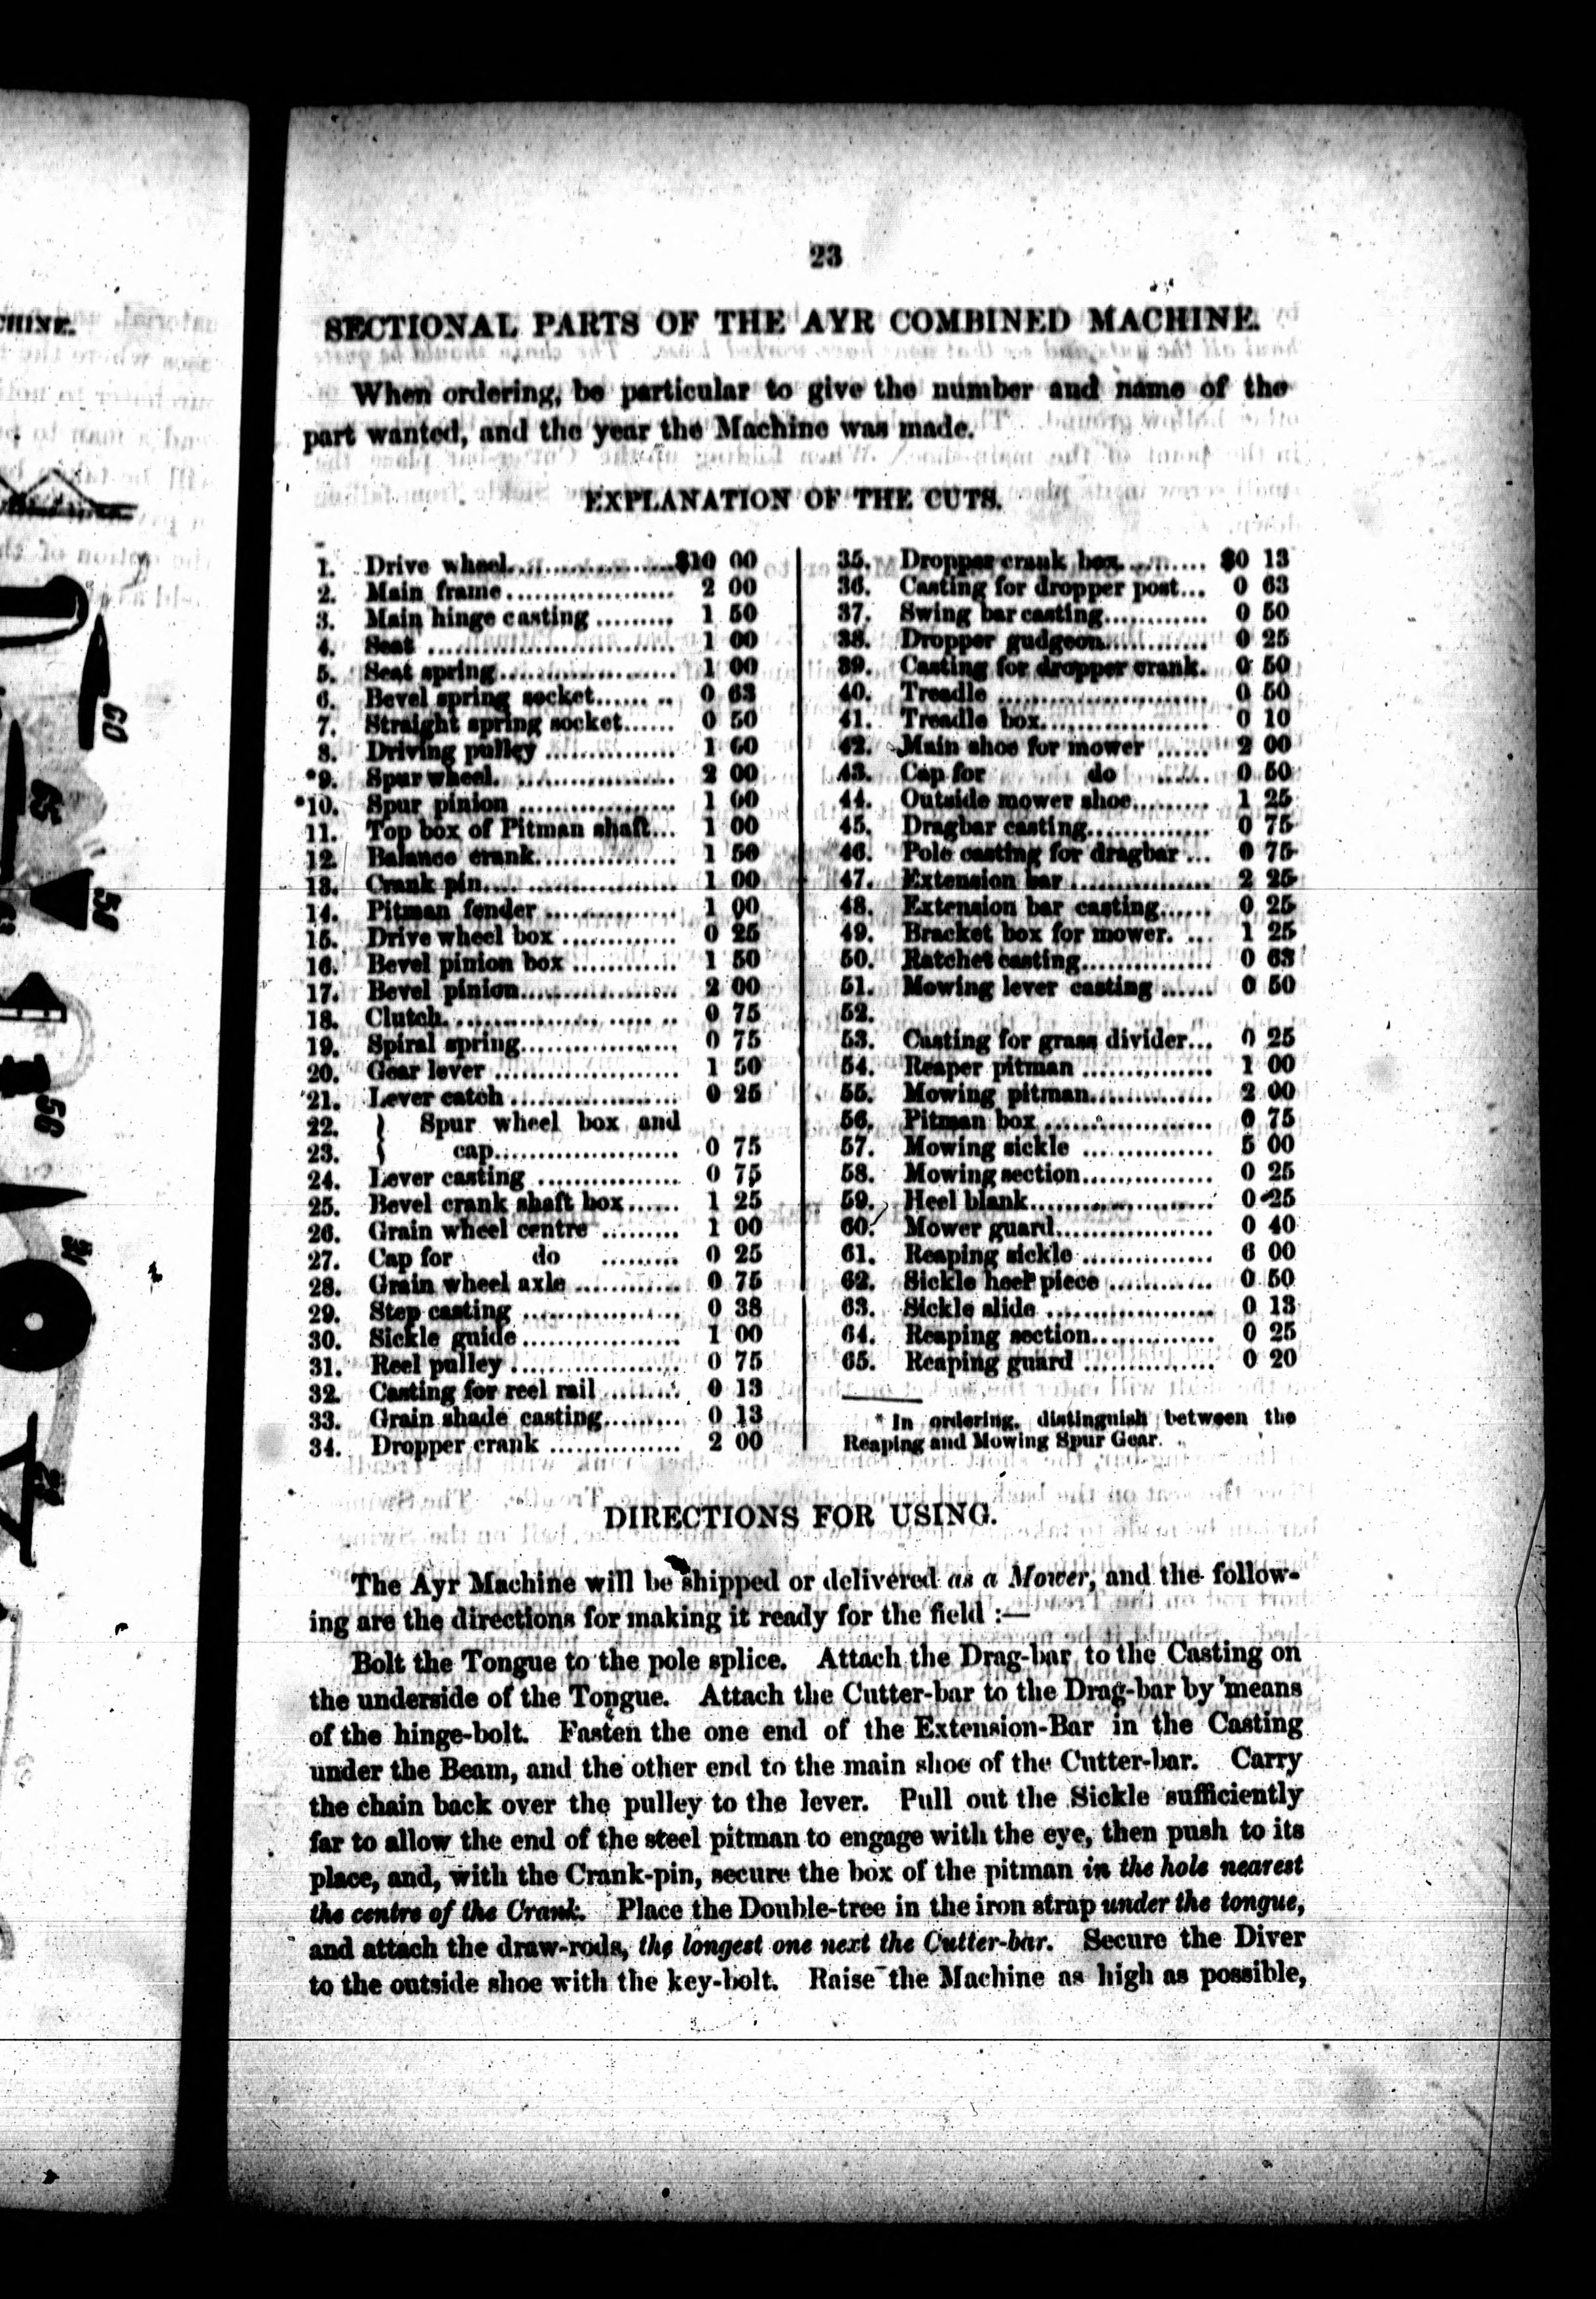 CHINE.
60
65
50
56
51
23
SECTIONAL PARTS OF THE AYR COMBINED MACHINE.
When ordering, be particular to give the number and name of the
part wanted, and the year the Machine was made.
EXPLANATION OF THE CUTS.
1. Drive wheel.................$10 00
2. Main frame................... 2 00
3. Main hinge casting ......... 1 50
4. Seat ............................ 1 00
5. Seat spring.................... 1 00
6. Bevel spring socket........ 0 63
7. Straight spring socket...... 0 50
8. Driving pulley ............... 1 60
*9. Spur wheel.................... 2 00
*10. Spur pinion .................. 1 60
11. Top box of Pitman shaft... 1 00
12. Balance crank................ 1 50
13. Crank pin...................... 1 00
14. Pitman fender ............... 1 00
15. Drive wheel box ............. 0 25
16. Bevel pinion box ............ 1 50
17. Bevel pinion.................. 2 00
18. Clutch.......................... 0 75
19. Spiral spring.................. 0 75
20. Gear lever ..................... 1 50
21. Lever catch ................... 0 25
22. } Spur wheel box and
23. } cap..................... 0 75
24. Lever casting ................ 0 75
25. Bevel crank shaft box...... 1 25
26. Grain wheel centre ......... 1 00
27. Cap for do ......... 0 25
28. Grain wheel axle ............ 0 75
29. Step casting .................. 0 38
30. Sickle guide.................. 1 00
31. Reel pulley ................... 0 75
32. Casting for reel rail ........ 0 13
33. Grain shade casting......... 0 13
34. Dropper crank ............... 2 00
35. Dropper crank box.......... $0 13
36. Casting for dropper post... 0 63
37. Swing bar casting............ 0 50
38. Dropper gudgeon............ 0 25
39. Casting for dropper crank. 0 50
40. Treadle ........................ 0 50
41. Treadle box................... 0 10
42. Main shoe for mower ...... 2 00
43. Cap for do ...... 0 50
44. Outside mower shoe......... 1 25
45. Dragbar casting.............. 0 75
46. Pole casting for dragbar ... 0 75
47. Extension bar ................ 2 25
48. Extension bar casting...... 0 25
49. Bracket box for mower. ... 1 25
50. Ratchet casting............... 0 63
51. Mowing lever casting ...... 0 50
52.
53. Casting for grass divider... 0 25
54. Reaper pitman ............... 1 00
55. Mowing pitman.............. 2 00
56. Pitman box ................... 0 75
57. Mowing sickle ............... 5 00
58. Mowing section............... 0 25
59. Heel blank..................... 0 25
60. Mower guard.................. 0 40
61. Reaping sickle ............... 6 00
62. Sickle heel piece ............ 0 50
63. Sickle slide ................... 0 13
64. Reaping section.............. 0 25
65. Reaping guard ............... 0 20
* In ordering, distinguish between the
Reaping and Mowing Spur Gear.
DIRECTIONS FOR USING.
The Ayr Machine will be shipped or delivered as a Mower, and the follow-
ing are the directions for making it ready for the field :—
Bolt the Tongue to the pole splice. Attach the Drag-bar to the Casting on
the underside of the Tongue. Attach the Cutter-bar to the Drag-bar by means
of the hinge-bolt. Fasten the one end of the Extension-Bar in the Casting
under the Beam, and the other end to the main shoe of the Cutter-bar. Carry
the chain back over the pulley to the lever. Pull out the Sickle sufficiently
far to allow the end of the steel pitman to engage with the eye, then push to its
place, and, with the Crank-pin, secure the box of the pitman in the hole nearest
the centre of the Crank. Place the Double-tree in the iron strap under the tongue,
and attach the draw-rods, the longest one next the Cutter-bar. Secure the Diver
to the outside shoe with the key-bolt. Raise the Machine as high as possible,